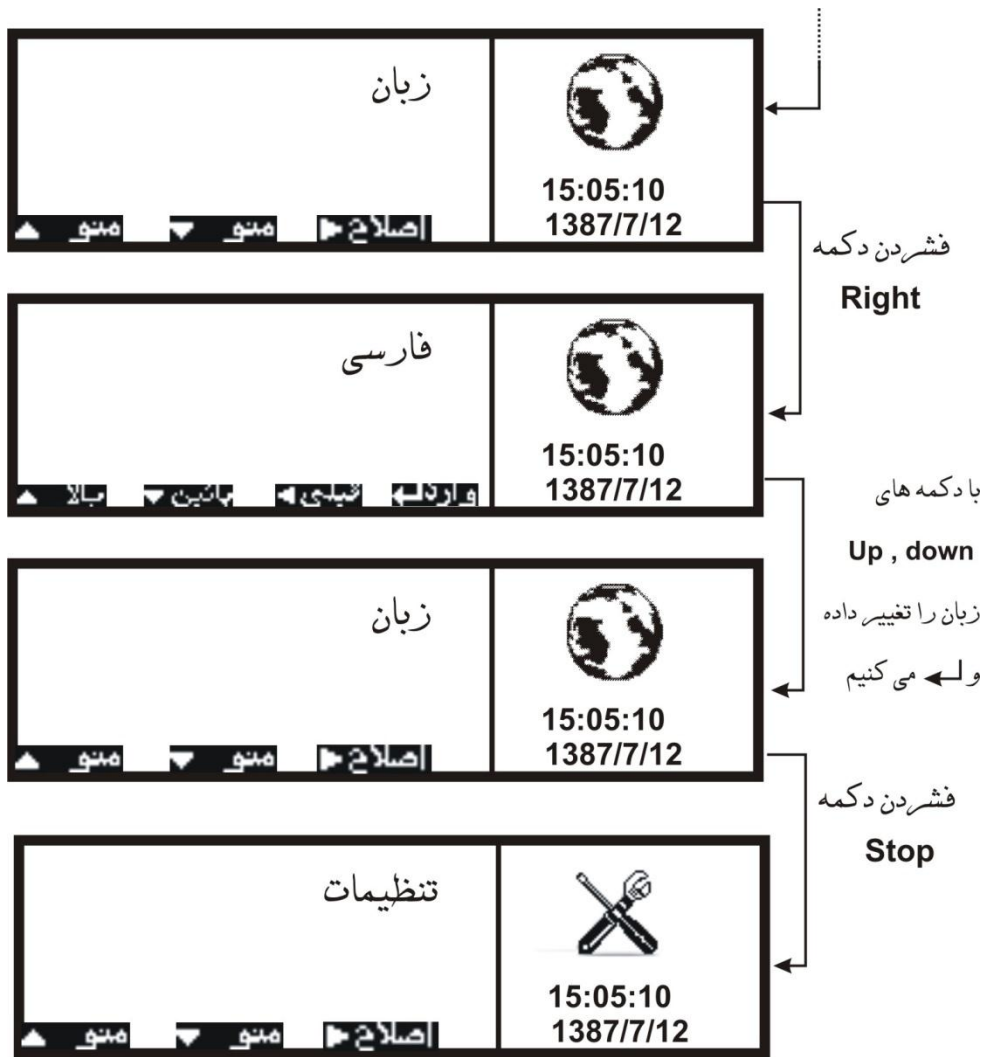 زبان
15:05:10
1387/7/12
اصلاح ▶ منو ▼ منو ▲
فشردن دکمه
Right
فارسی
15:05:10
1387/7/12
وارد↵ قبلی ◀ پائین ▼ بالا ▲
با دکمه های
Up , down
زبان را تغییر داده
و ↵ می کنیم
زبان
15:05:10
1387/7/12
اصلاح ▶ منو ▼ منو ▲
فشردن دکمه
Stop
تنظیمات
15:05:10
1387/7/12
اصلاح ▶ منو ▼ منو ▲